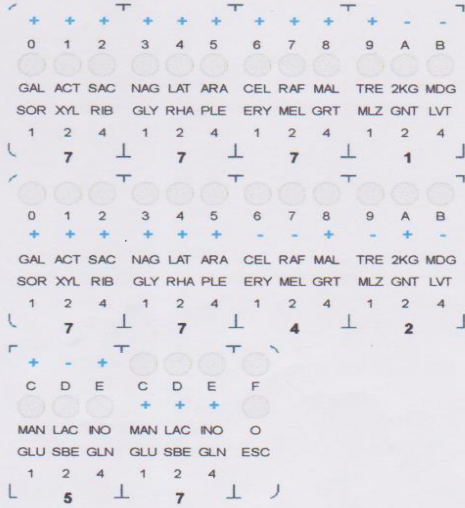 + + + + + + + + + + - -
0 1 2 3 4 5 6 7 8 9 A B
GAL ACT SAC NAG LAT ARA CEL RAF MAL TRE 2KG MDG
SOR XYL RIB GLY RHA PLE ERY MEL GRT MLZ GNT LVT
1 2 4 1 2 4 1 2 4 1 2 4
7 7 7 1
0 1 2 3 4 5 6 7 8 9 A B
+ + + + + + - - + - + -
GAL ACT SAC NAG LAT ARA CEL RAF MAL TRE 2KG MDG
SOR XYL RIB GLY RHA PLE ERY MEL GRT MLZ GNT LVT
1 2 4 1 2 4 1 2 4 1 2 4
7 7 4 2
+ - +
C D E C D E F
+ + +
MAN LAC INO MAN LAC INO O
GLU SBE GLN GLU SBE GLN ESC
1 2 4 1 2 4
5 7